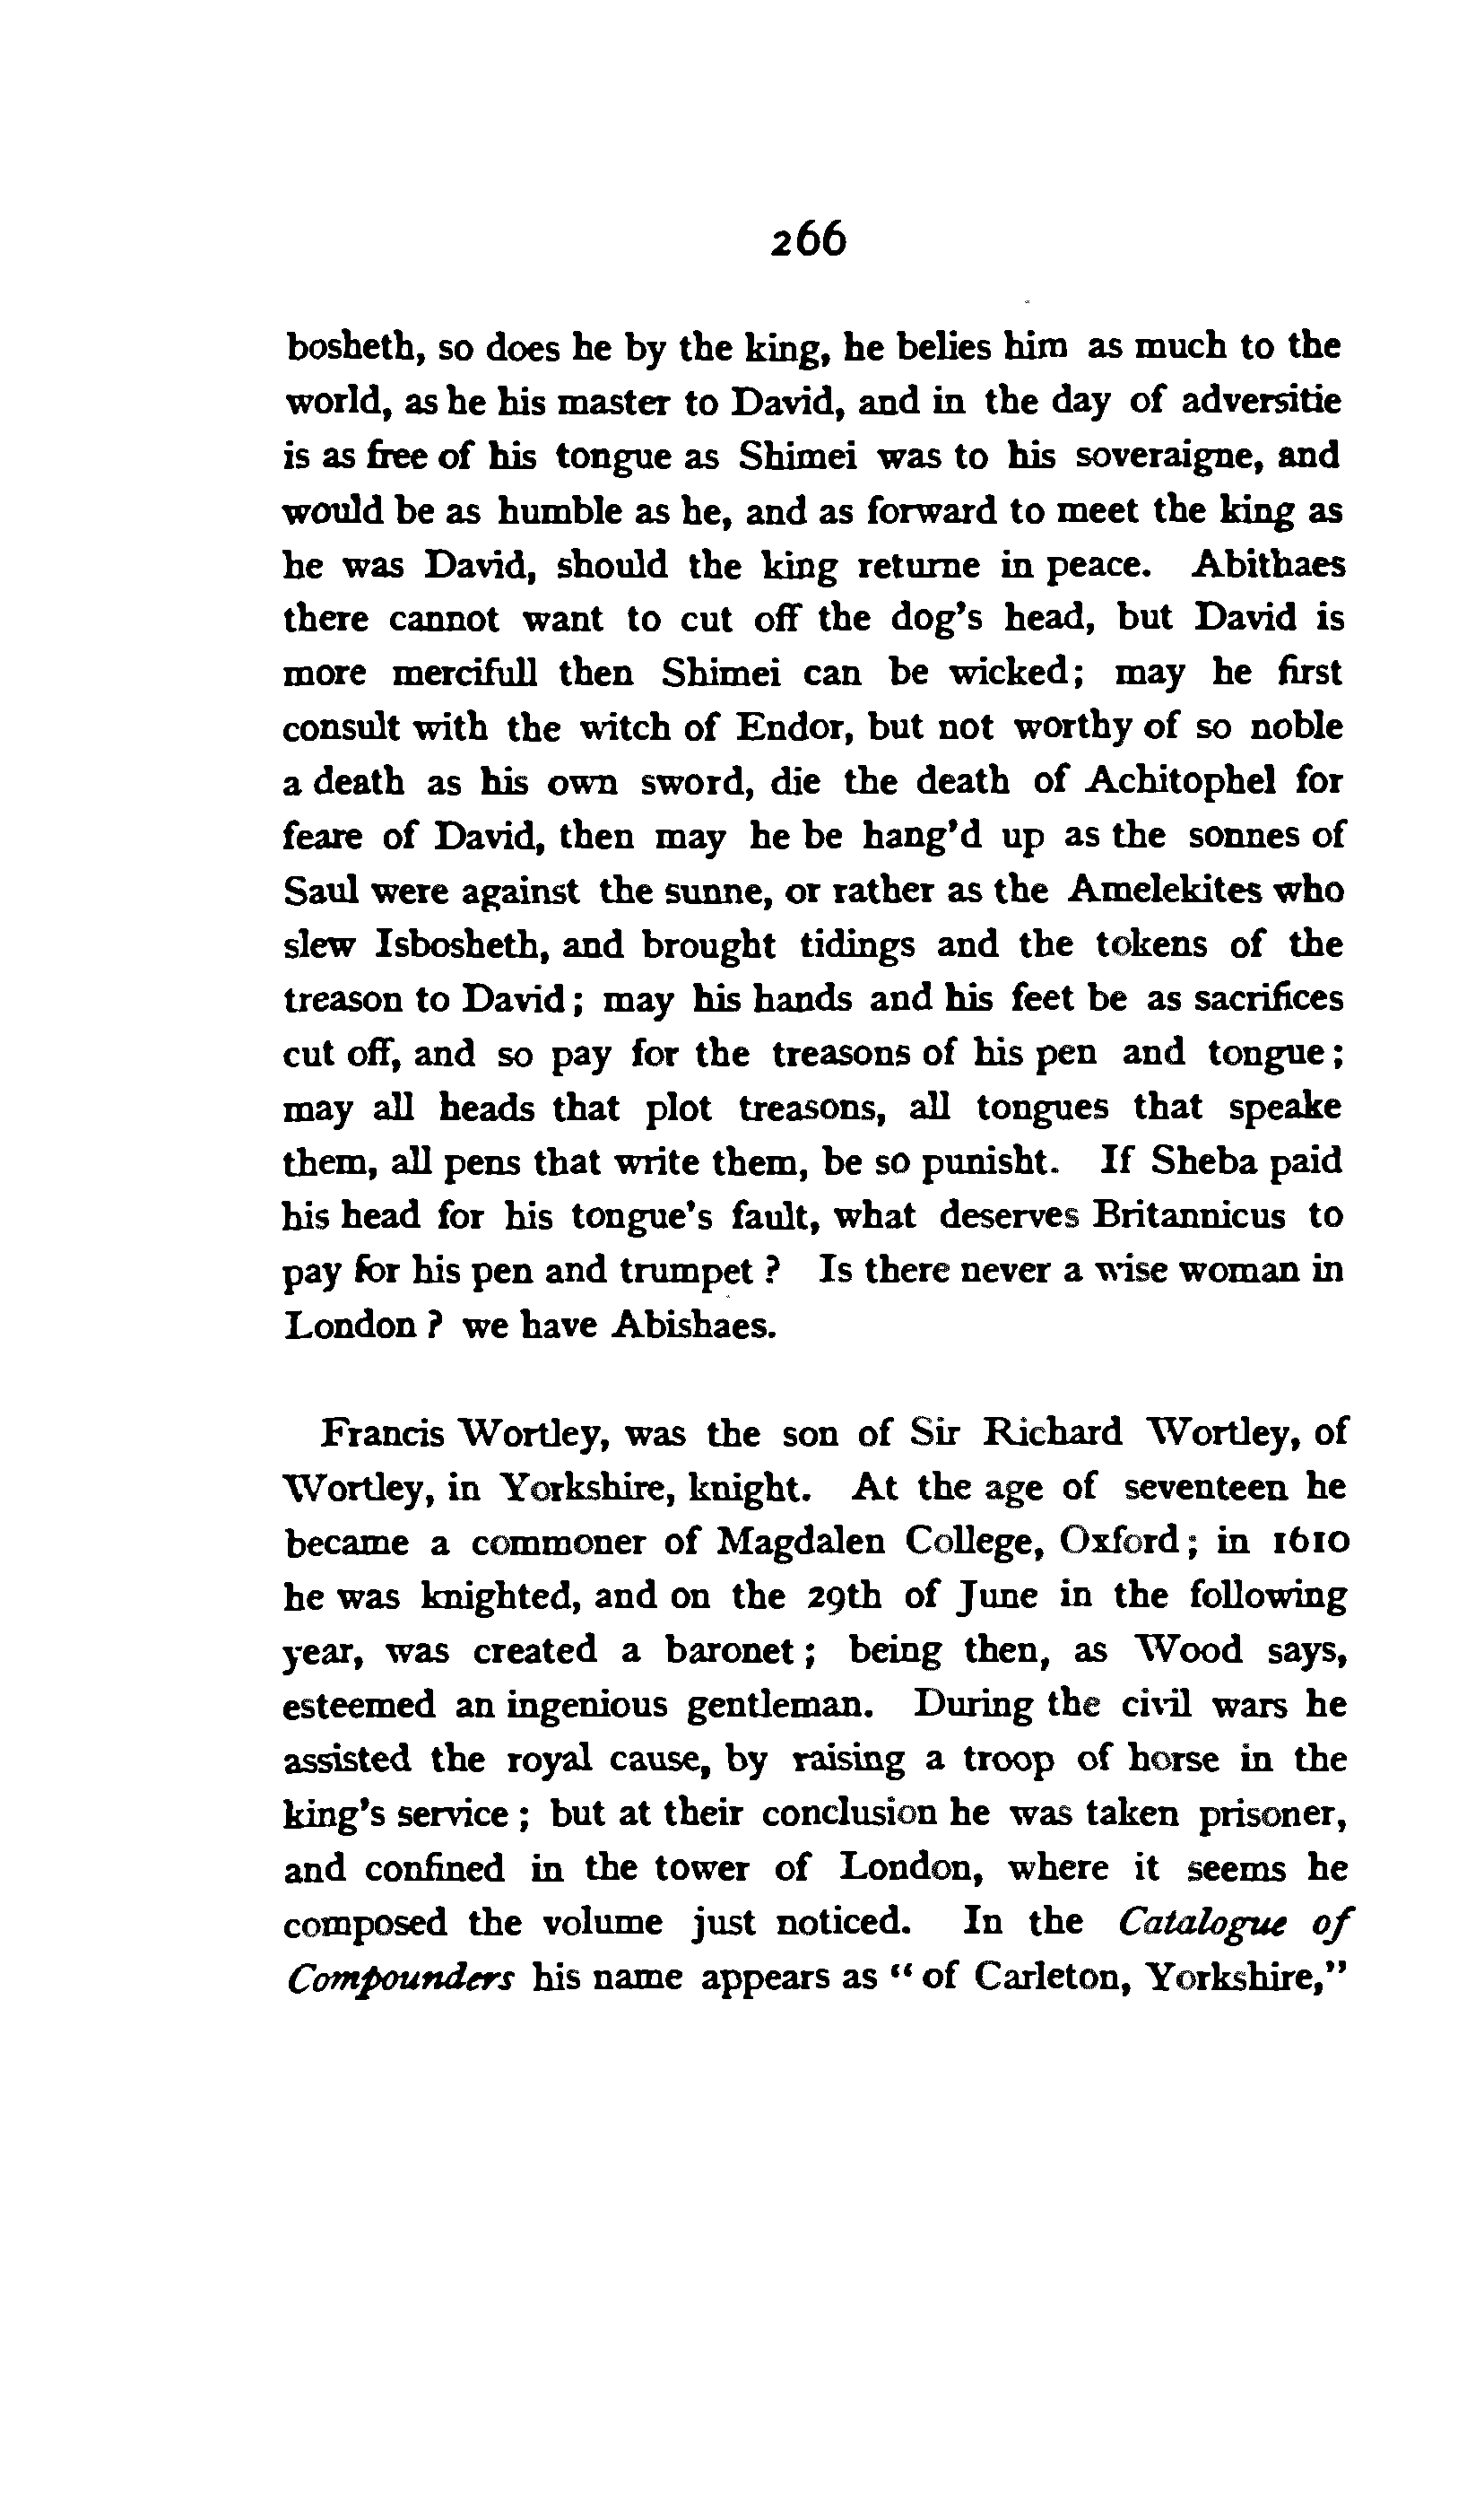 266
bosheth, so does he by the king, he belies him as much to the
world, as he his master to David, and in the day of adversitie
is as free of his tongue as Shimei was to his soveraigne, and
would be as humble as he, and as forward to meet the king as
he was David, should the king returne in peace. Abithaes
there cannot want to cut off the dog's head, but David is
more mercifull then Shimei can be wicked; may he first
consult with the witch of Endor, but not worthy of so noble
a death as his own sword, die the death of Achitophel for
feare of David, then may he be hang'd up as the sonnes of
Saul were against the sunne, or rather as the Amelekites who
slew Isbosheth, and brought tidings and the tokens of the
treason to David; may his hands and his feet be as sacrifices
cut off, and so pay for the treasons of his pen and tongue;
may all heads that plot treasons, all tongues that speake
them, all pens that write them, be so punisht. If Sheba paid
his head for his tongue's fault, what deserves Britannicus to
pay for his pen and trumpet? Is there never a wise woman in
London? we have Abishaes.
Francis Wortley, was the son of Sir Richard Wortley, of
Wortley, in Yorkshire, knight. At the age of seventeen he
became a commoner of Magdalen College, Oxford; in 1610
he was knighted, and on the 29th of June in the following
year, was created a baronet; being then, as Wood says,
esteemed an ingenious gentleman. During the civil wars he
assisted the royal cause, by raising a troop of horse in the
king's service; but at their conclusion he was taken prisoner,
and confined in the tower of London, where it seems he
composed the volume just noticed. In the Catalogue of
Compounders his name appears as "of Carleton, Yorkshire,"